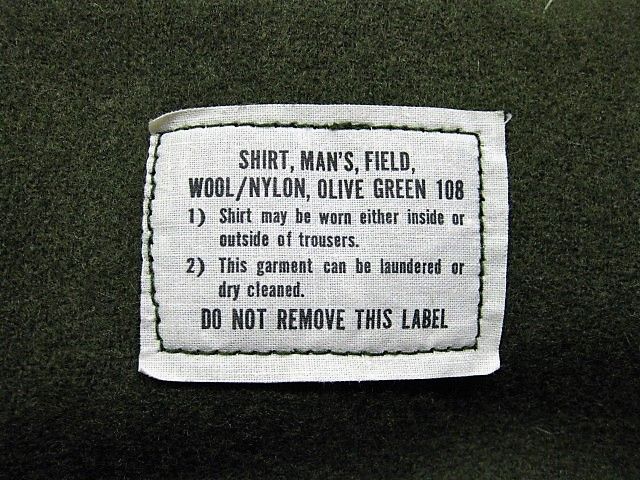 SHIRT, MAN'S, FIELD,
WOOL/NYLON, OLIVE GREEN 108
1) Shirt may be worn either inside or
outside of trousers.
2) This garment can be laundered or
dry cleaned.
DO NOT REMOVE THIS LABEL